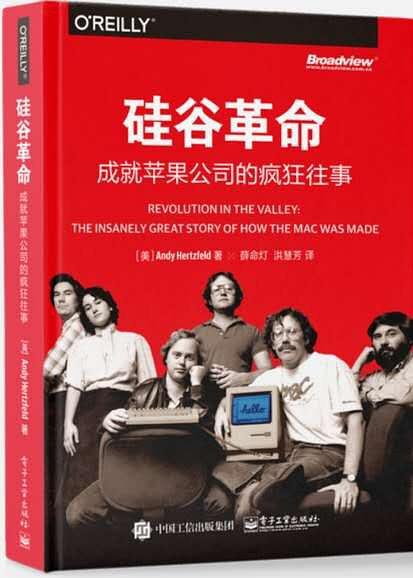 O'REILLY®
硅谷革命
成就苹果公司的疯狂往事
[美] Andy Hertzfeld 著
电子工业出版社
O'REILLY®
Broadview®
www.broadview.com.cn
硅谷革命
成就苹果公司的疯狂往事
REVOLUTION IN THE VALLEY:
THE INSANELY GREAT STORY OF HOW THE MAC WAS MADE
[美] Andy Hertzfeld 著 × 薛命灯 洪慧芳 译
hello.
中国工信出版集团
电子工业出版社